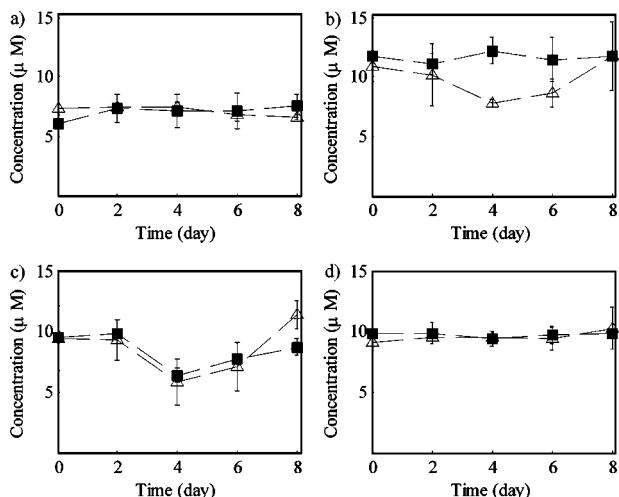 a)
15
10
5
Concentration (μ M)
0 2 4 6 8
Time (day)
b)
15
10
5
Concentration (μ M)
0 2 4 6 8
Time (day)
c)
15
10
5
Concentration (μ M)
0 2 4 6 8
Time (day)
d)
15
10
5
Concentration (μ M)
0 2 4 6 8
Time (day)